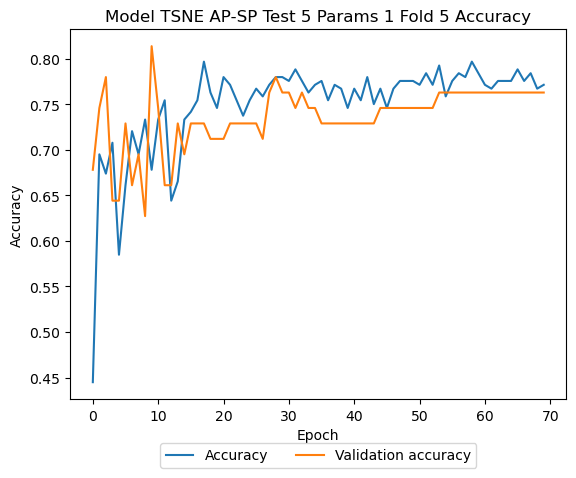 Model TSNE AP-SP Test 5 Params 1 Fold 5 Accuracy
0.80
0.75
0.70
0.65
0.60
0.55
0.50
0.45
Accuracy
0 10 20 30 40 50 60 70
Epoch
Accuracy Validation accuracy